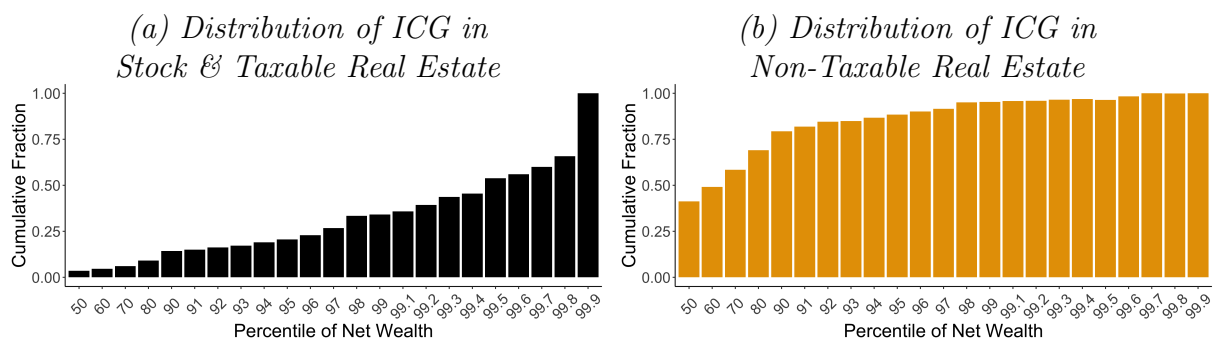 (a) Distribution of ICG in
Stock & Taxable Real Estate
Cumulative Fraction
1.00
0.75
0.50
0.25
0.00
50 60 70 80 90 91 92 93 94 95 96 97 98 99 99.1 99.2 99.3 99.4 99.5 99.6 99.7 99.8 99.9
Percentile of Net Wealth
(b) Distribution of ICG in
Non-Taxable Real Estate
Cumulative Fraction
1.00
0.75
0.50
0.25
0.00
50 60 70 80 90 91 92 93 94 95 96 97 98 99 99.1 99.2 99.3 99.4 99.5 99.6 99.7 99.8 99.9
Percentile of Net Wealth